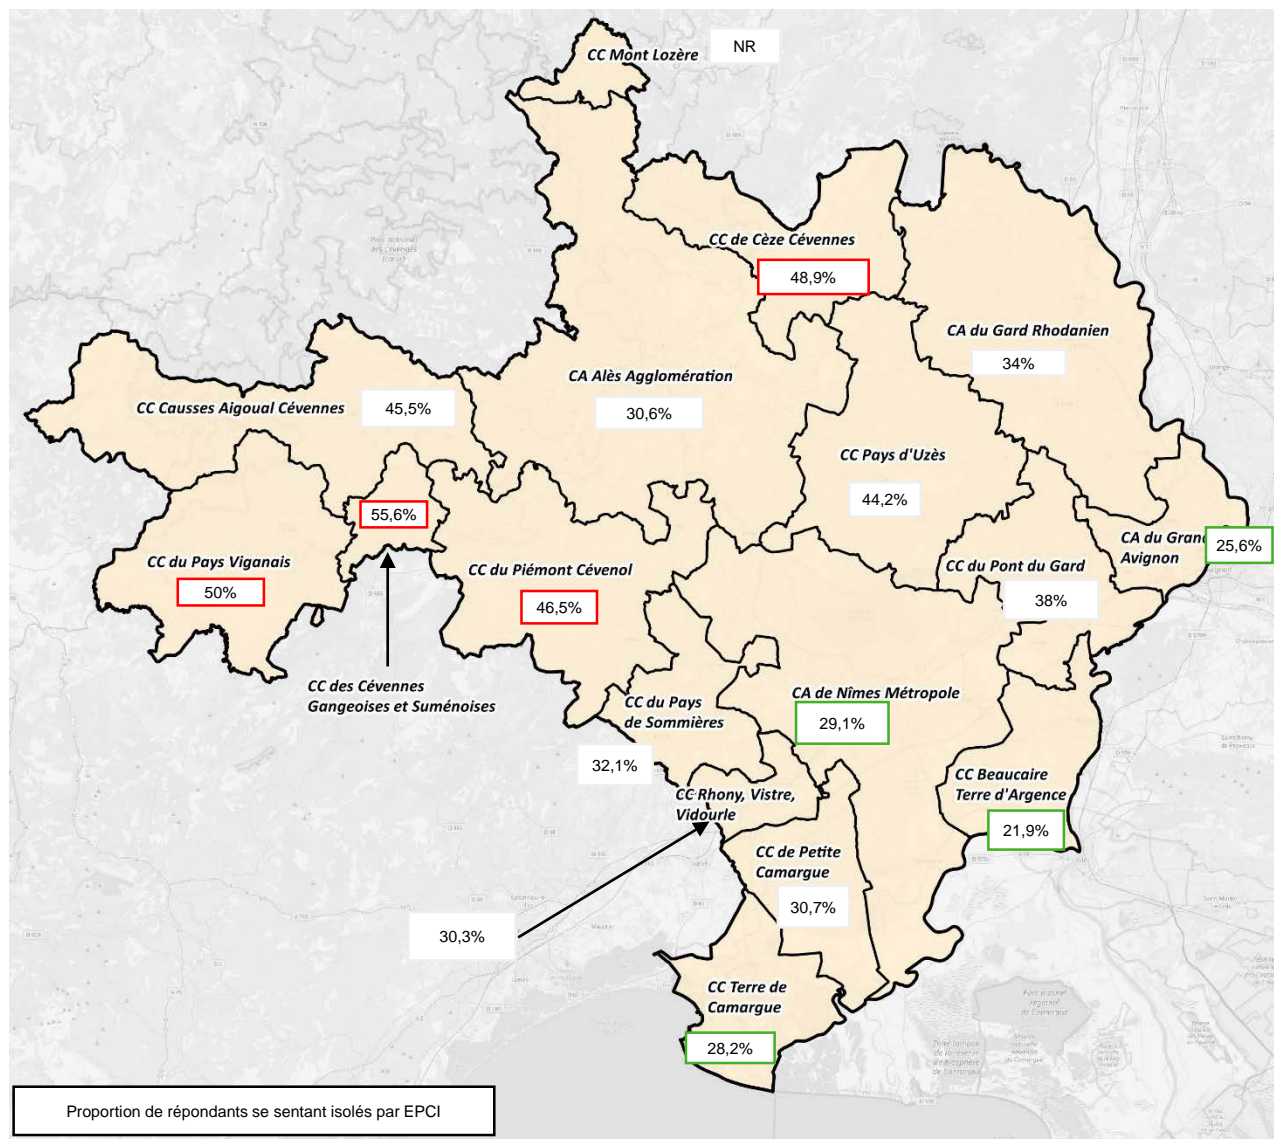 CC Mont Lozère
NR
CC de Cèze Cévennes
48,9%
CA du Gard Rhodanien
34%
CA Alès Agglomération
30,6%
CC Causses Aigoual Cévennes
45,5%
CC Pays d'Uzès
44,2%
55,6%
CA du Grand
Avignon
25,6%
CC du Pays Viganais
50%
CC du Piémont Cévenol
46,5%
CC du Pont du Gard
38%
CC des Cévennes
Gangeoises et Suménoises
CC du Pays
de Sommières
32,1%
CA de Nîmes Métropole
29,1%
CC Beaucaire
Terre d'Argence
21,9%
CC Rhony, Vistre,
Vidourle
30,3%
CC de Petite
Camargue
30,7%
CC Terre de
Camargue
28,2%
Parc naturel
régional
de Camargue
Proportion de répondants se sentant isolés par EPCI